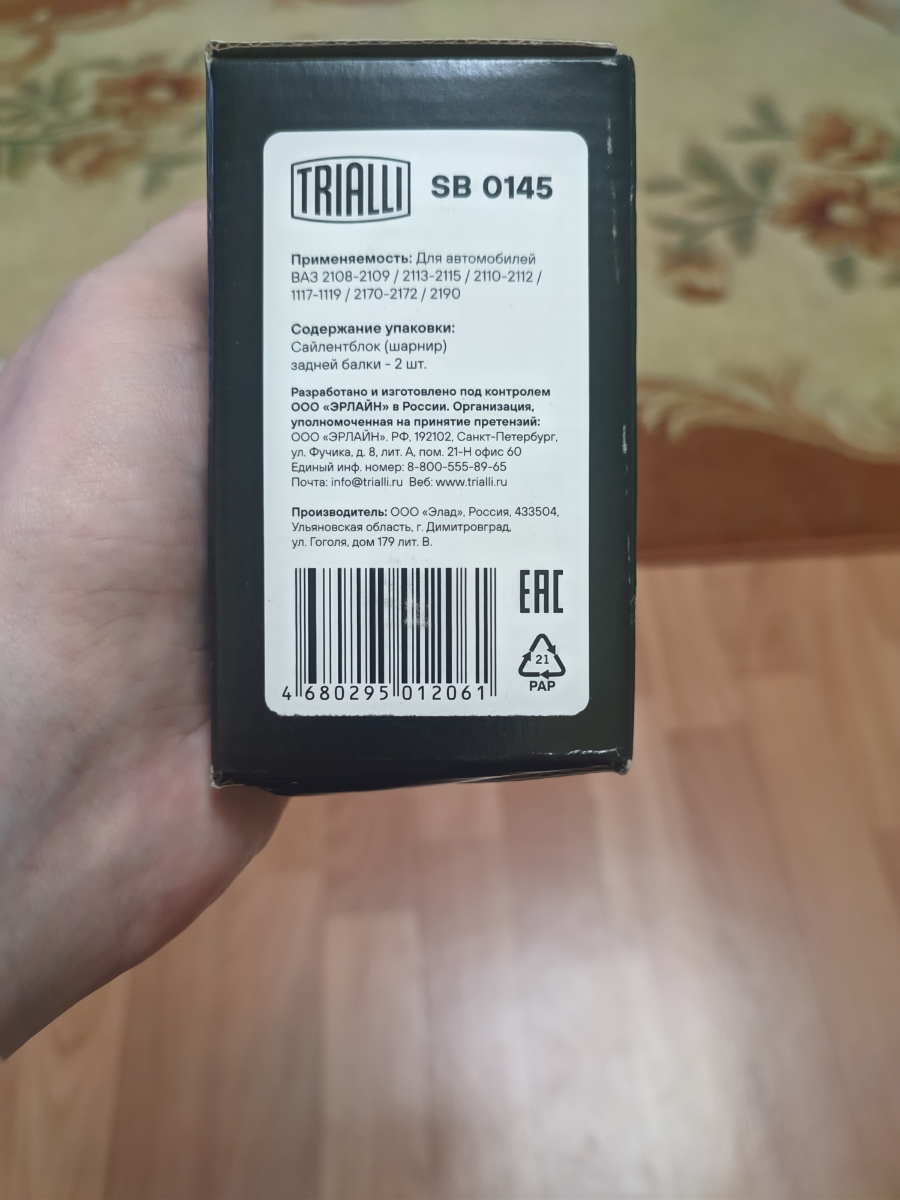 TRIALLI SB 0145
Применяемость: Для автомобилей
ВАЗ 2108-2109 / 2113-2115 / 2110-2112 /
1117-1119 / 2170-2172 / 2190
Содержание упаковки:
Сайлентблок (шарнир)
задней балки - 2 шт.
Разработано и изготовлено под контролем
ООО «ЭРЛАЙН» в России. Организация,
уполномоченная на принятие претензий:
ООО «ЭРЛАЙН». РФ, 192102, Санкт-Петербург,
ул. Фучика, д. 8, лит. А, пом. 21-Н офис 60
Единый инф. номер: 8-800-555-89-65
Почта: info@trialli.ru Веб: www.trialli.ru
Производитель: ООО «Элад», Россия, 433504,
Ульяновская область, г. Димитровград,
ул. Гоголя, дом 179 лит. В.
EAC
21
PAP
4 680295 012061